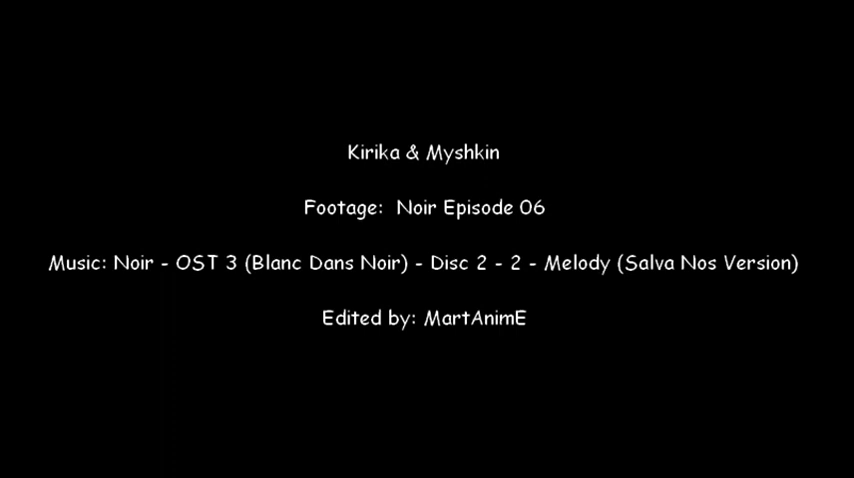 Kirika & Myshkin
Footage:  Noir Episode 06
Music: Noir - OST 3 (Blanc Dans Noir) - Disc 2 - 2 - Melody (Salva Nos Version)
Edited by: MartAnimE